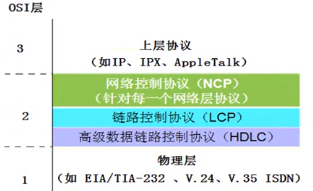 OSI层
3
上层协议
（如IP、IPX、AppleTalk）
2
网络控制协议（NCP）
（针对每一个网络层协议）
链路控制协议（LCP）
高级数据链路控制协议（HDLC）
1
物理层
（如 EIA/TIA-232 、V.24、V.35 ISDN）